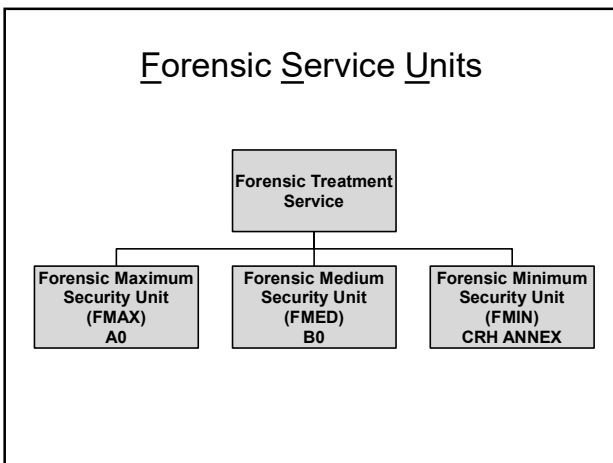 Forensic Service Units
Forensic Treatment
Service
Forensic Maximum
Security Unit
(FMAX)
A0
Forensic Medium
Security Unit
(FMED)
B0
Forensic Minimum
Security Unit
(FMIN)
CRH ANNEX